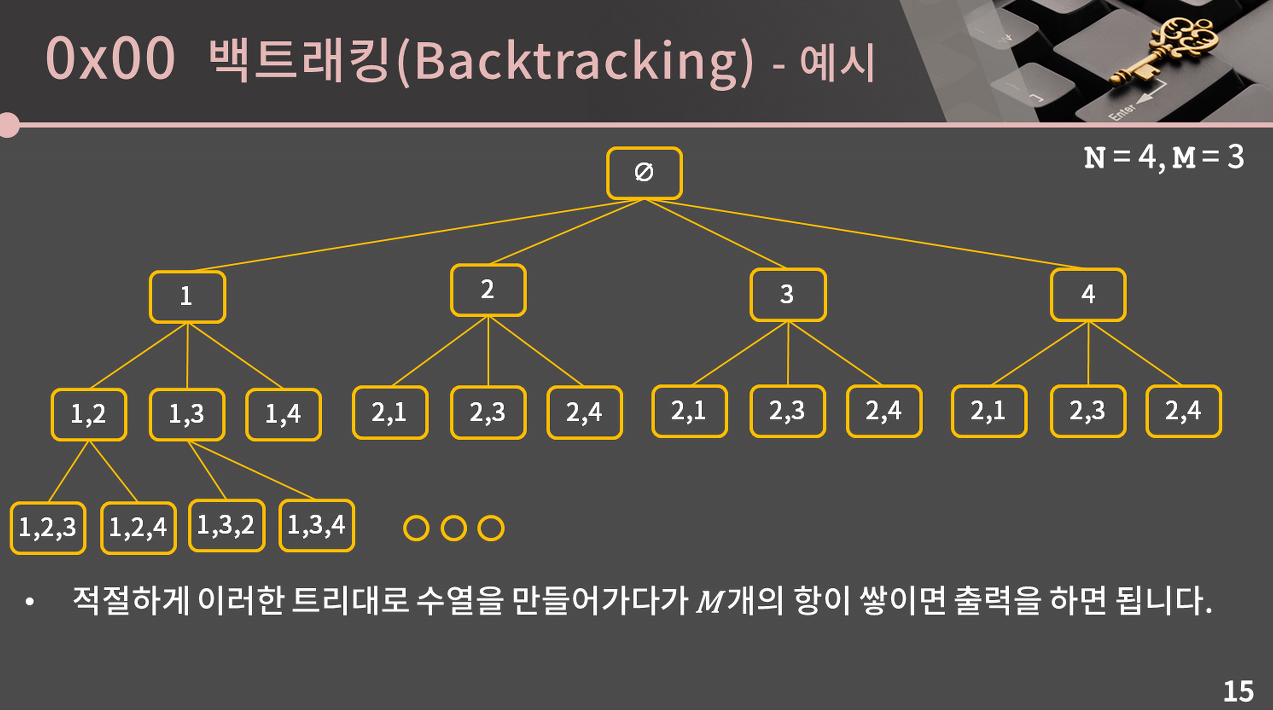 0x00 백트래킹(Backtracking) - 예시
Enter
N = 4, M = 3
∅
1 2 3 4
1,2 1,3 1,4 2,1 2,3 2,4 2,1 2,3 2,4 2,1 2,3 2,4
1,2,3 1,2,4 1,3,2 1,3,4
• 적절하게 이러한 트리대로 수열을 만들어가다가 M개의 항이 쌓이면 출력을 하면 됩니다.
15